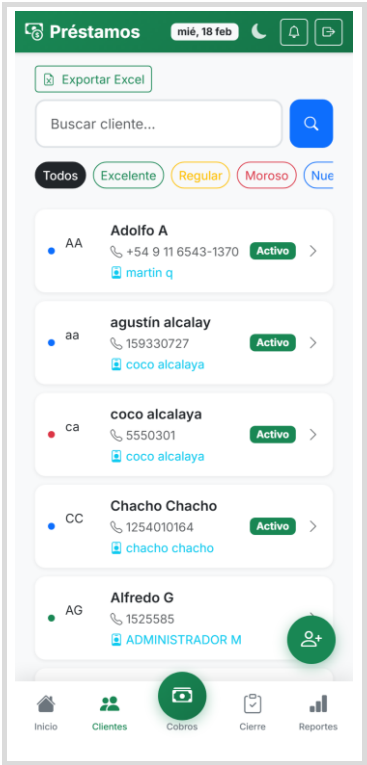 Préstamos
mié, 18 feb
Exportar Excel
Buscar cliente...
Todos
Excelente
Regular
Moroso
Nue
AA
Adolfo A
+54 9 11 6543-1370
Activo
martin q
aa
agustín alcalay
159330727
Activo
coco alcalaya
ca
coco alcalaya
5550301
Activo
coco alcalaya
CC
Chacho Chacho
1254010164
Activo
chacho chacho
AG
Alfredo G
1525585
ADMINISTRADOR M
Inicio
Clientes
Cobros
Cierre
Reportes